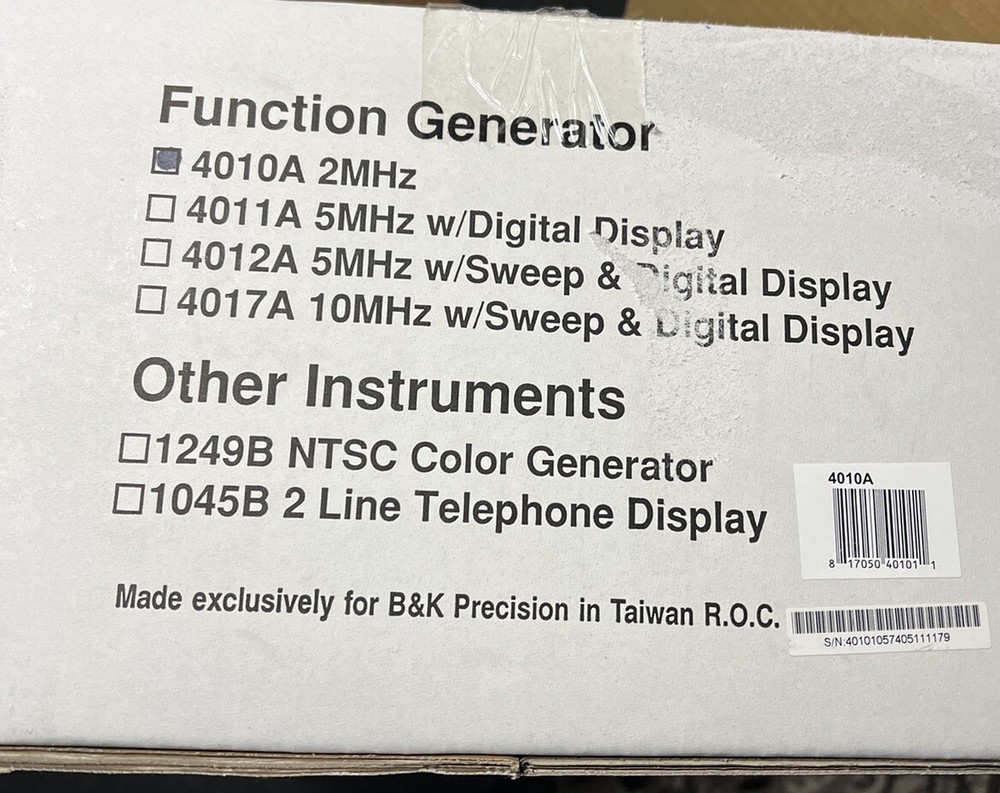 Function Generator
4010A 2MHz
4011A 5MHz w/Digital Display
4012A 5MHz w/Sweep & Digital Display
4017A 10MHz w/Sweep & Digital Display
Other Instruments
1249B NTSC Color Generator
1045B 2 Line Telephone Display
4010A
8 17050 40101 1
Made exclusively for B&K Precision in Taiwan R.O.C.
S/N:40101057405111179